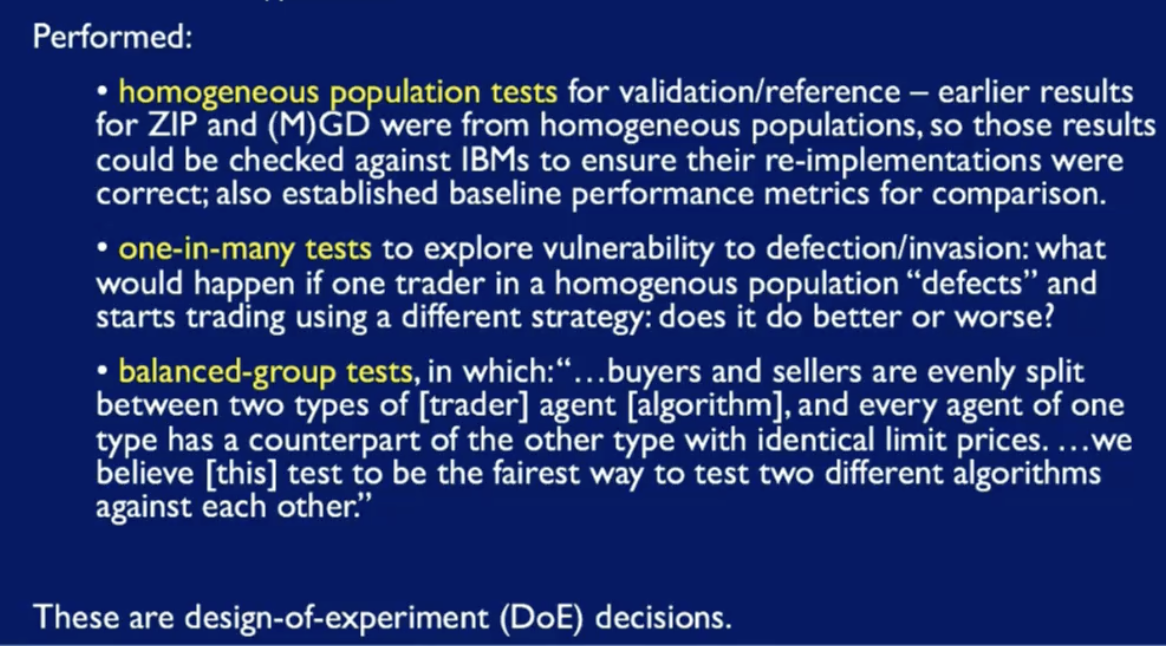 Performed:
• homogeneous population tests for validation/reference – earlier results
for ZIP and (M)GD were from homogeneous populations, so those results
could be checked against IBMs to ensure their re-implementations were
correct; also established baseline performance metrics for comparison.
• one-in-many tests to explore vulnerability to defection/invasion: what
would happen if one trader in a homogenous population “defects” and
starts trading using a different strategy: does it do better or worse?
• balanced-group tests, in which:“…buyers and sellers are evenly split
between two types of [trader] agent [algorithm], and every agent of one
type has a counterpart of the other type with identical limit prices. …we
believe [this] test to be the fairest way to test two different algorithms
against each other.”
These are design-of-experiment (DoE) decisions.